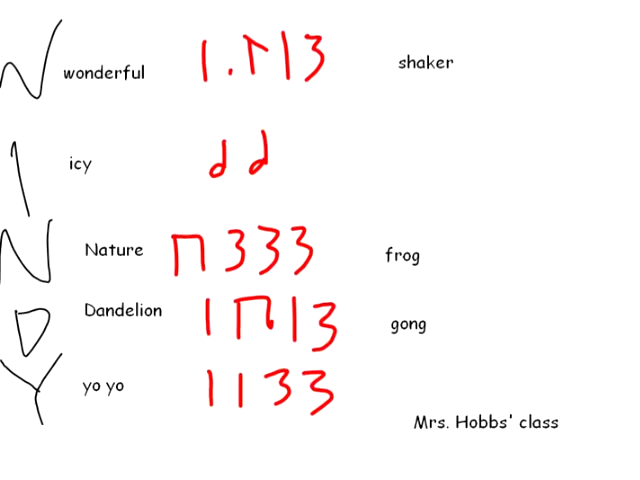 W wonderful shaker
I icy
N Nature frog
D Dandelion gong
Y yo yo
Mrs. Hobbs' class